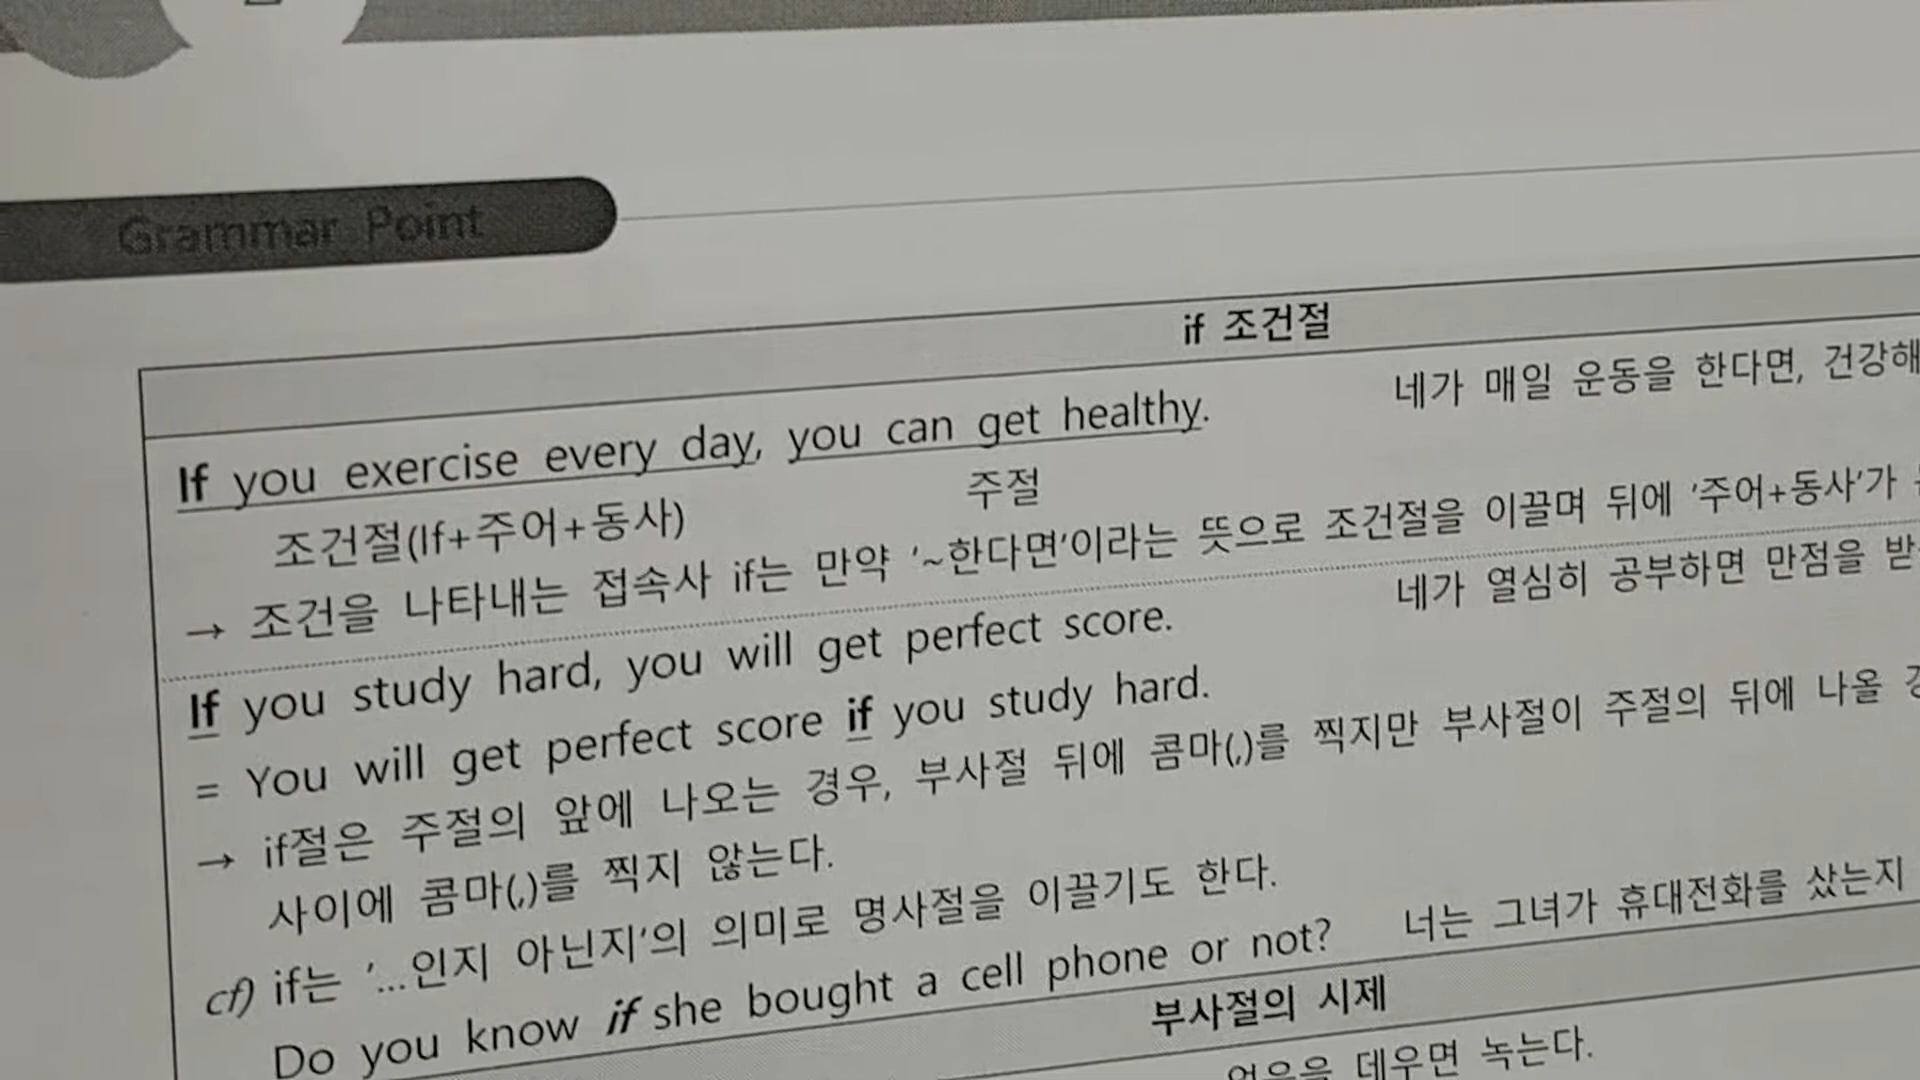 Grammar Point
if 조건절
If you exercise every day, you can get healthy. 네가 매일 운동을 한다면, 건강해
조건절(If+주어+동사) 주절
→ 조건을 나타내는 접속사 if는 만약 '~한다면'이라는 뜻으로 조건절을 이끌며 뒤에 '주어+동사'가
If you study hard, you will get perfect score. 네가 열심히 공부하면 만점을 받
= You will get perfect score if you study hard.
→ if절은 주절의 앞에 나오는 경우, 부사절 뒤에 콤마(,)를 찍지만 부사절이 주절의 뒤에 나올
사이에 콤마(,)를 찍지 않는다.
cf) if는 '...인지 아닌지'의 의미로 명사절을 이끌기도 한다.
Do you know if she bought a cell phone or not? 너는 그녀가 휴대전화를 샀는지
부사절의 시제
데우면 녹는다.